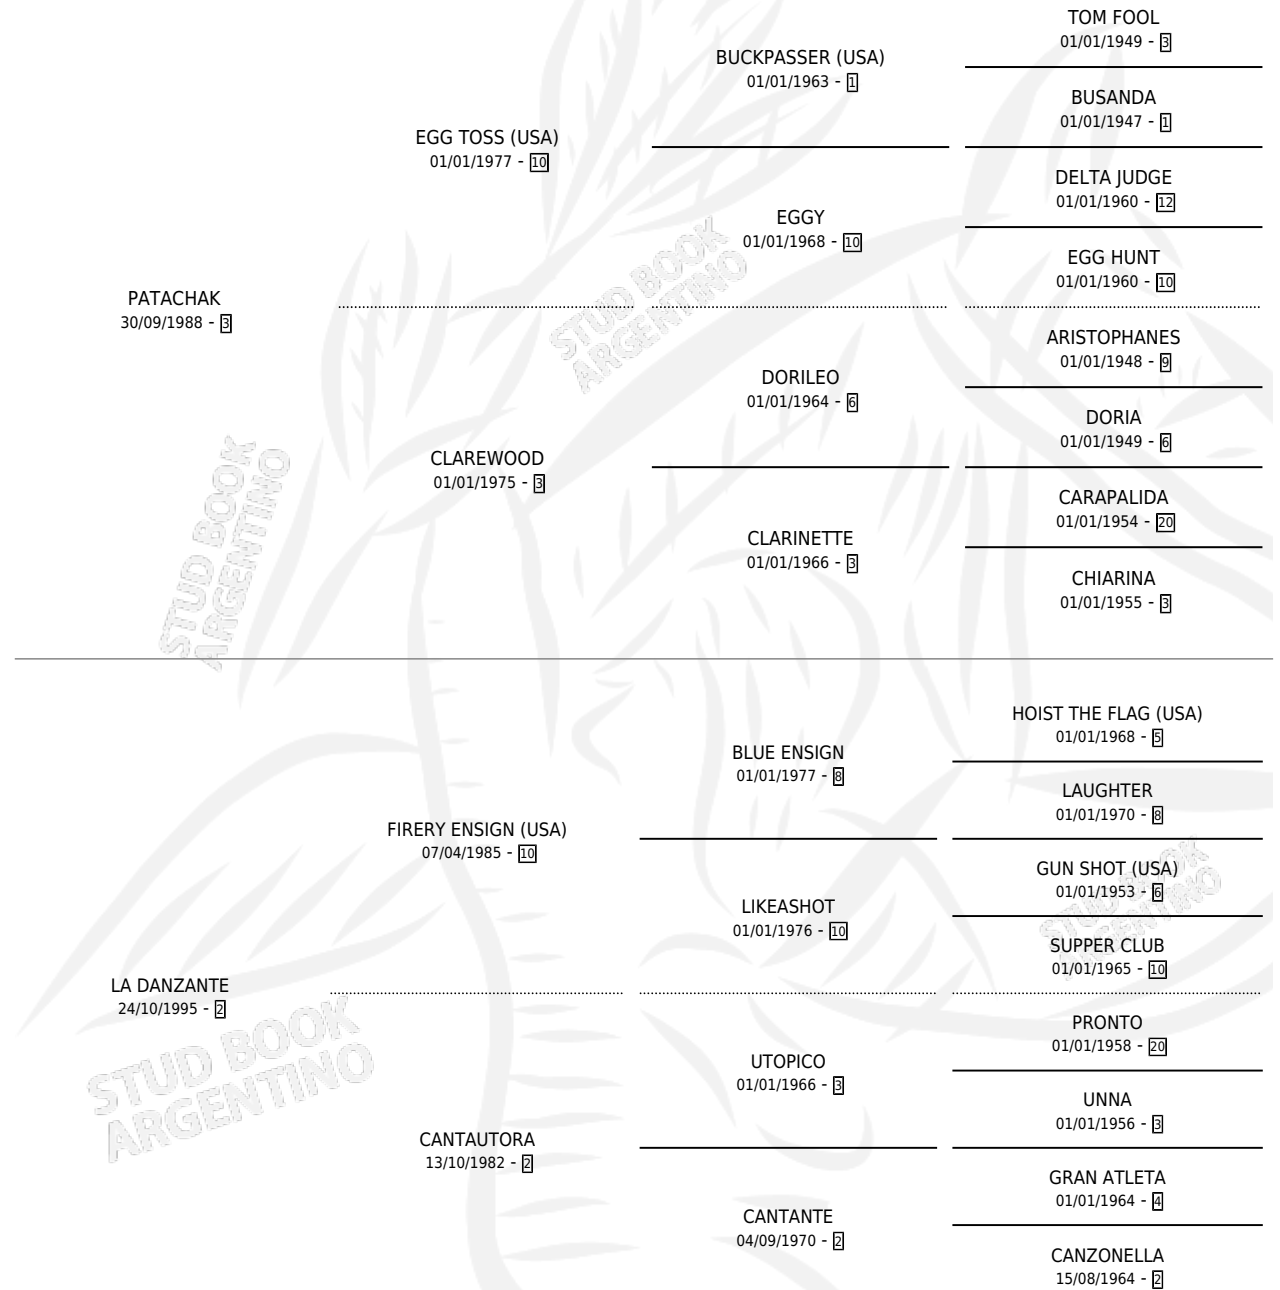 TOM FOOL
01/01/1949 - 3
BUCKPASSER (USA)
01/01/1963 - 1
BUSANDA
01/01/1947 - 1
EGG TOSS (USA)
01/01/1977 - 10
DELTA JUDGE
01/01/1960 - 12
EGGY
01/01/1968 - 10
EGG HUNT
01/01/1960 - 10
PATACHAK
30/09/1988 - 3
ARISTOPHANES
01/01/1948 - 9
DORILEO
01/01/1964 - 6
DORIA
01/01/1949 - 6
CLAREWOOD
01/01/1975 - 3
CARAPALIDA
01/01/1954 - 20
CLARINETTE
01/01/1966 - 3
CHIARINA
01/01/1955 - 3
HOIST THE FLAG (USA)
01/01/1968 - 5
BLUE ENSIGN
01/01/1977 - 8
LAUGHTER
01/01/1970 - 8
FIRERY ENSIGN (USA)
07/04/1985 - 10
GUN SHOT (USA)
01/01/1953 - 6
LIKEASHOT
01/01/1976 - 10
SUPPER CLUB
01/01/1965 - 10
LA DANZANTE
24/10/1995 - 2
PRONTO
01/01/1958 - 20
UTOPICO
01/01/1966 - 3
UNNA
01/01/1956 - 3
CANTAUTORA
13/10/1982 - 2
GRAN ATLETA
01/01/1964 - 4
CANTANTE
04/09/1970 - 2
CANZONELLA
15/08/1964 - 2
STUD BOOK
ARGENTINO
STUD BOOK
ARGENTINO
STUD BOOK
ARGENTINO
STUD BOOK
ARGENTINO